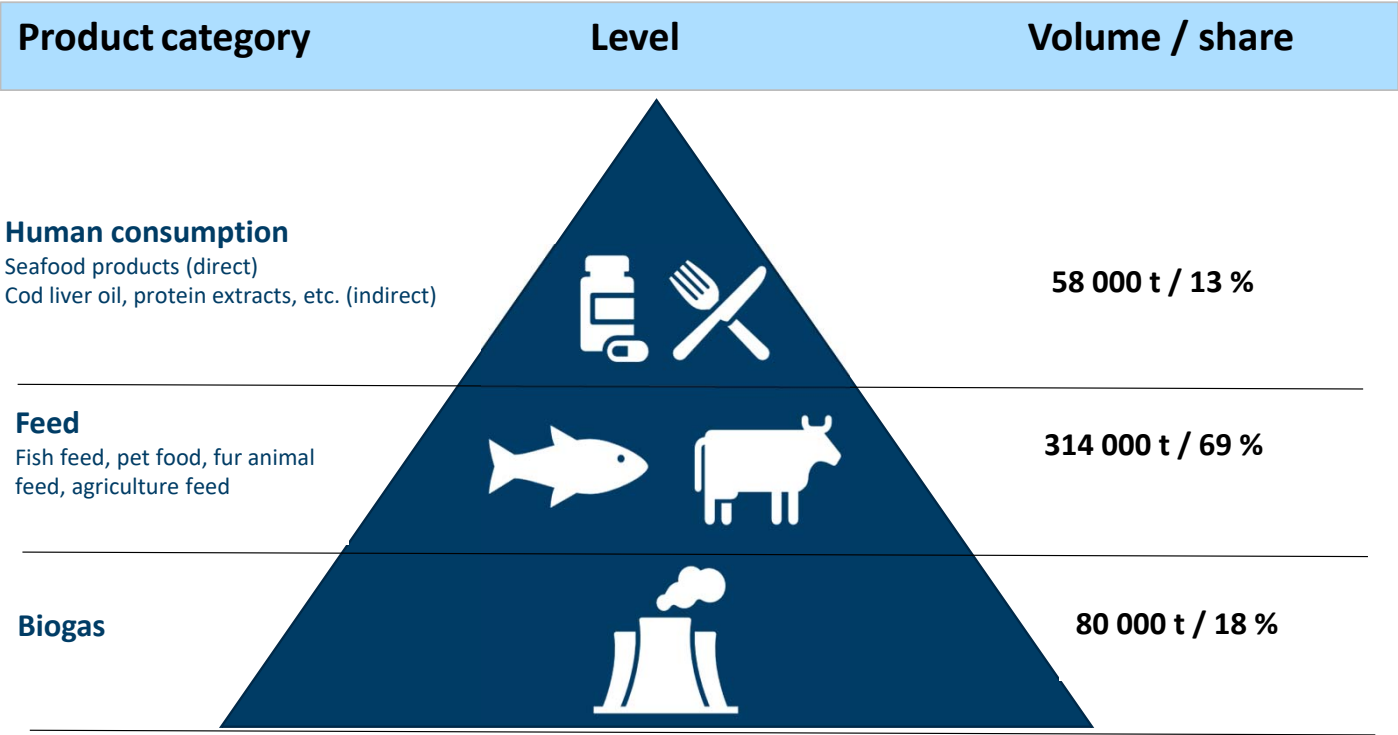 Product category Level Volume / share
Human consumption
Seafood products (direct)
Cod liver oil, protein extracts, etc. (indirect)
58 000 t / 13 %
Feed
Fish feed, pet food, fur animal
feed, agriculture feed
314 000 t / 69 %
Biogas
80 000 t / 18 %